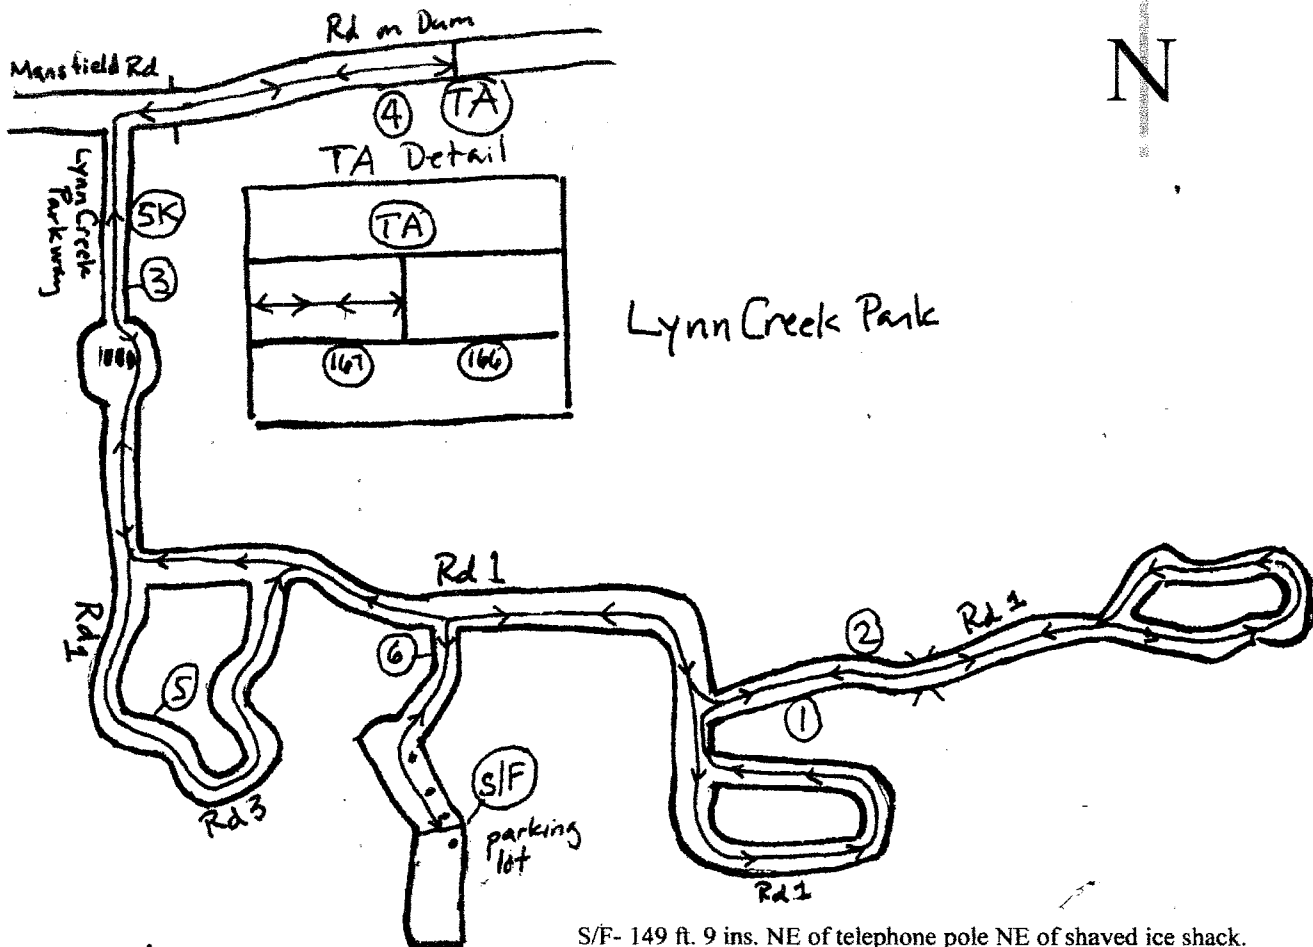 Rd on Dam
Mansfield Rd
N
4
TA
TA Detail
Lynn Creek
Parkway
5K
TA
3
167
166
Lynn Creek Park
Rd 1
Rd 1
2
Rd 1
6
5
1
S/F
parking
lot
Rd 3
Rd 1
S/F- 149 ft. 9 ins. NE of telephone pole NE of shaved ice shack.